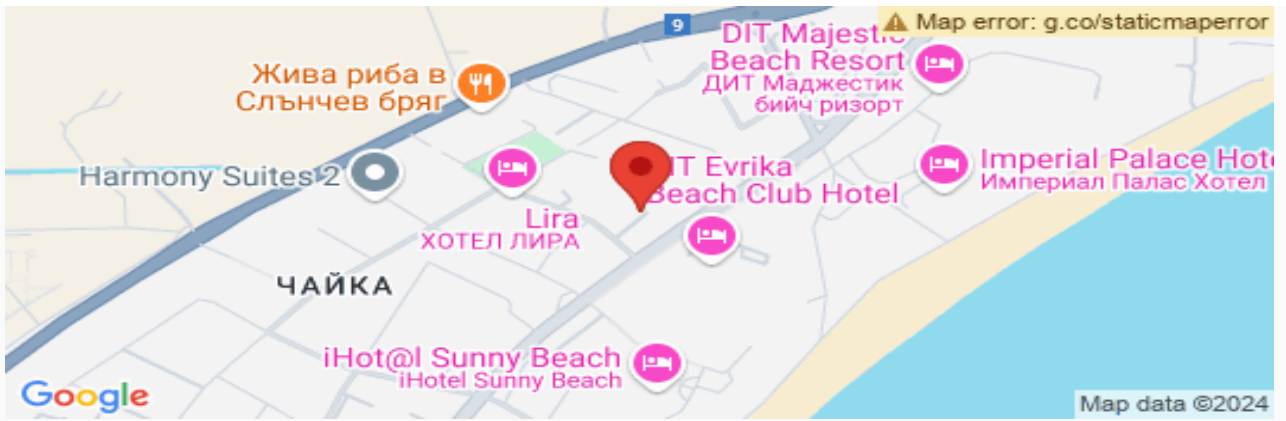 9
Map error: g.co/staticmaperror
DIT Majestic
Beach Resort
ДИТ Маджестик
бийч ризорт
Жива риба в
Слънчев бряг
Harmony Suites 2
Imperial Palace Hot
Империал Палас Хотел
IT Evrika
Beach Club Hotel
Lira
ХОТЕЛ ЛИРА
ЧАЙКА
iHot@l Sunny Beach
iHotel Sunny Beach
Google
Map data ©2024